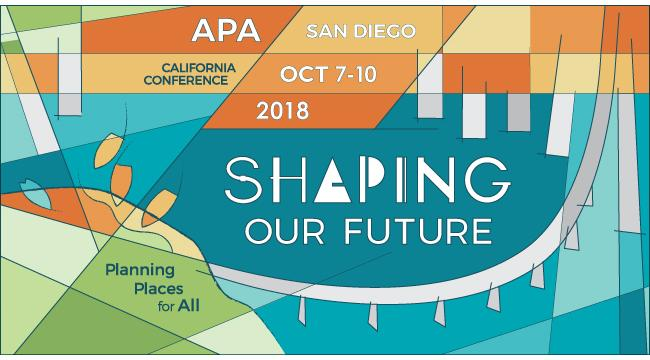 APA
SAN DIEGO
CALIFORNIA
CONFERENCE
OCT 7-10
2018
SHAPING
OUR FUTURE
Planning
Places
for All